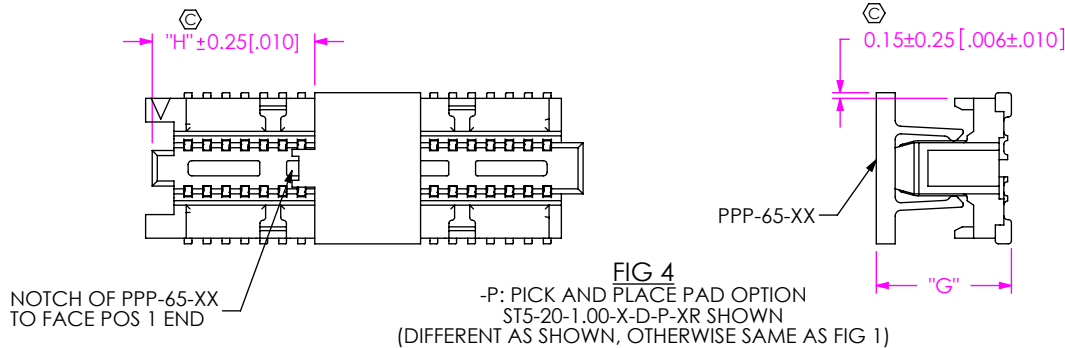 C
"H"±0.25[.010]
C
0.15±0.25 [.006±.010]
PPP-65-XX
"G"
NOTCH OF PPP-65-XX
TO FACE POS 1 END
FIG 4
-P: PICK AND PLACE PAD OPTION
ST5-20-1.00-X-D-P-XR SHOWN
(DIFFERENT AS SHOWN, OTHERWISE SAME AS FIG 1)